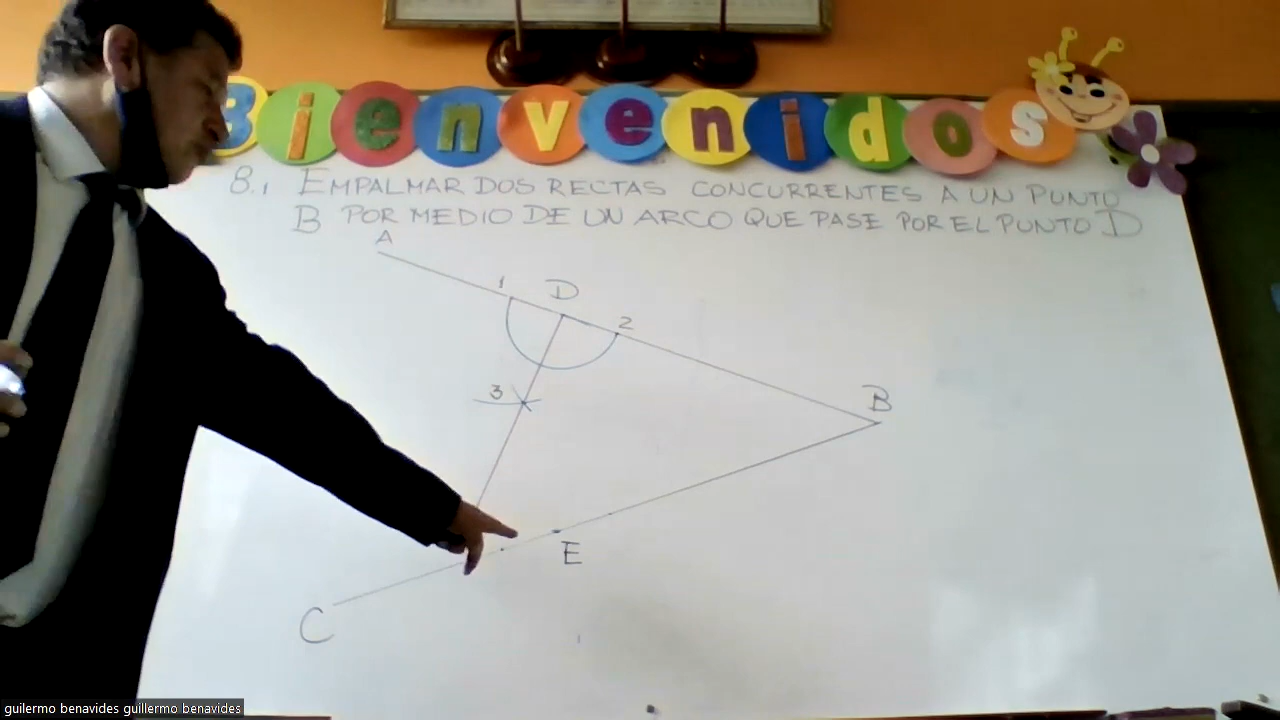 Bienvenidos
8.1 EMPALMAR DOS RECTAS CONCURRENTES A UN PUNTO
B POR MEDIO DE UN ARCO QUE PASE POR EL PUNTO D
A
1 D
2
3
B
E
C
guilermo benavides guillermo benavides